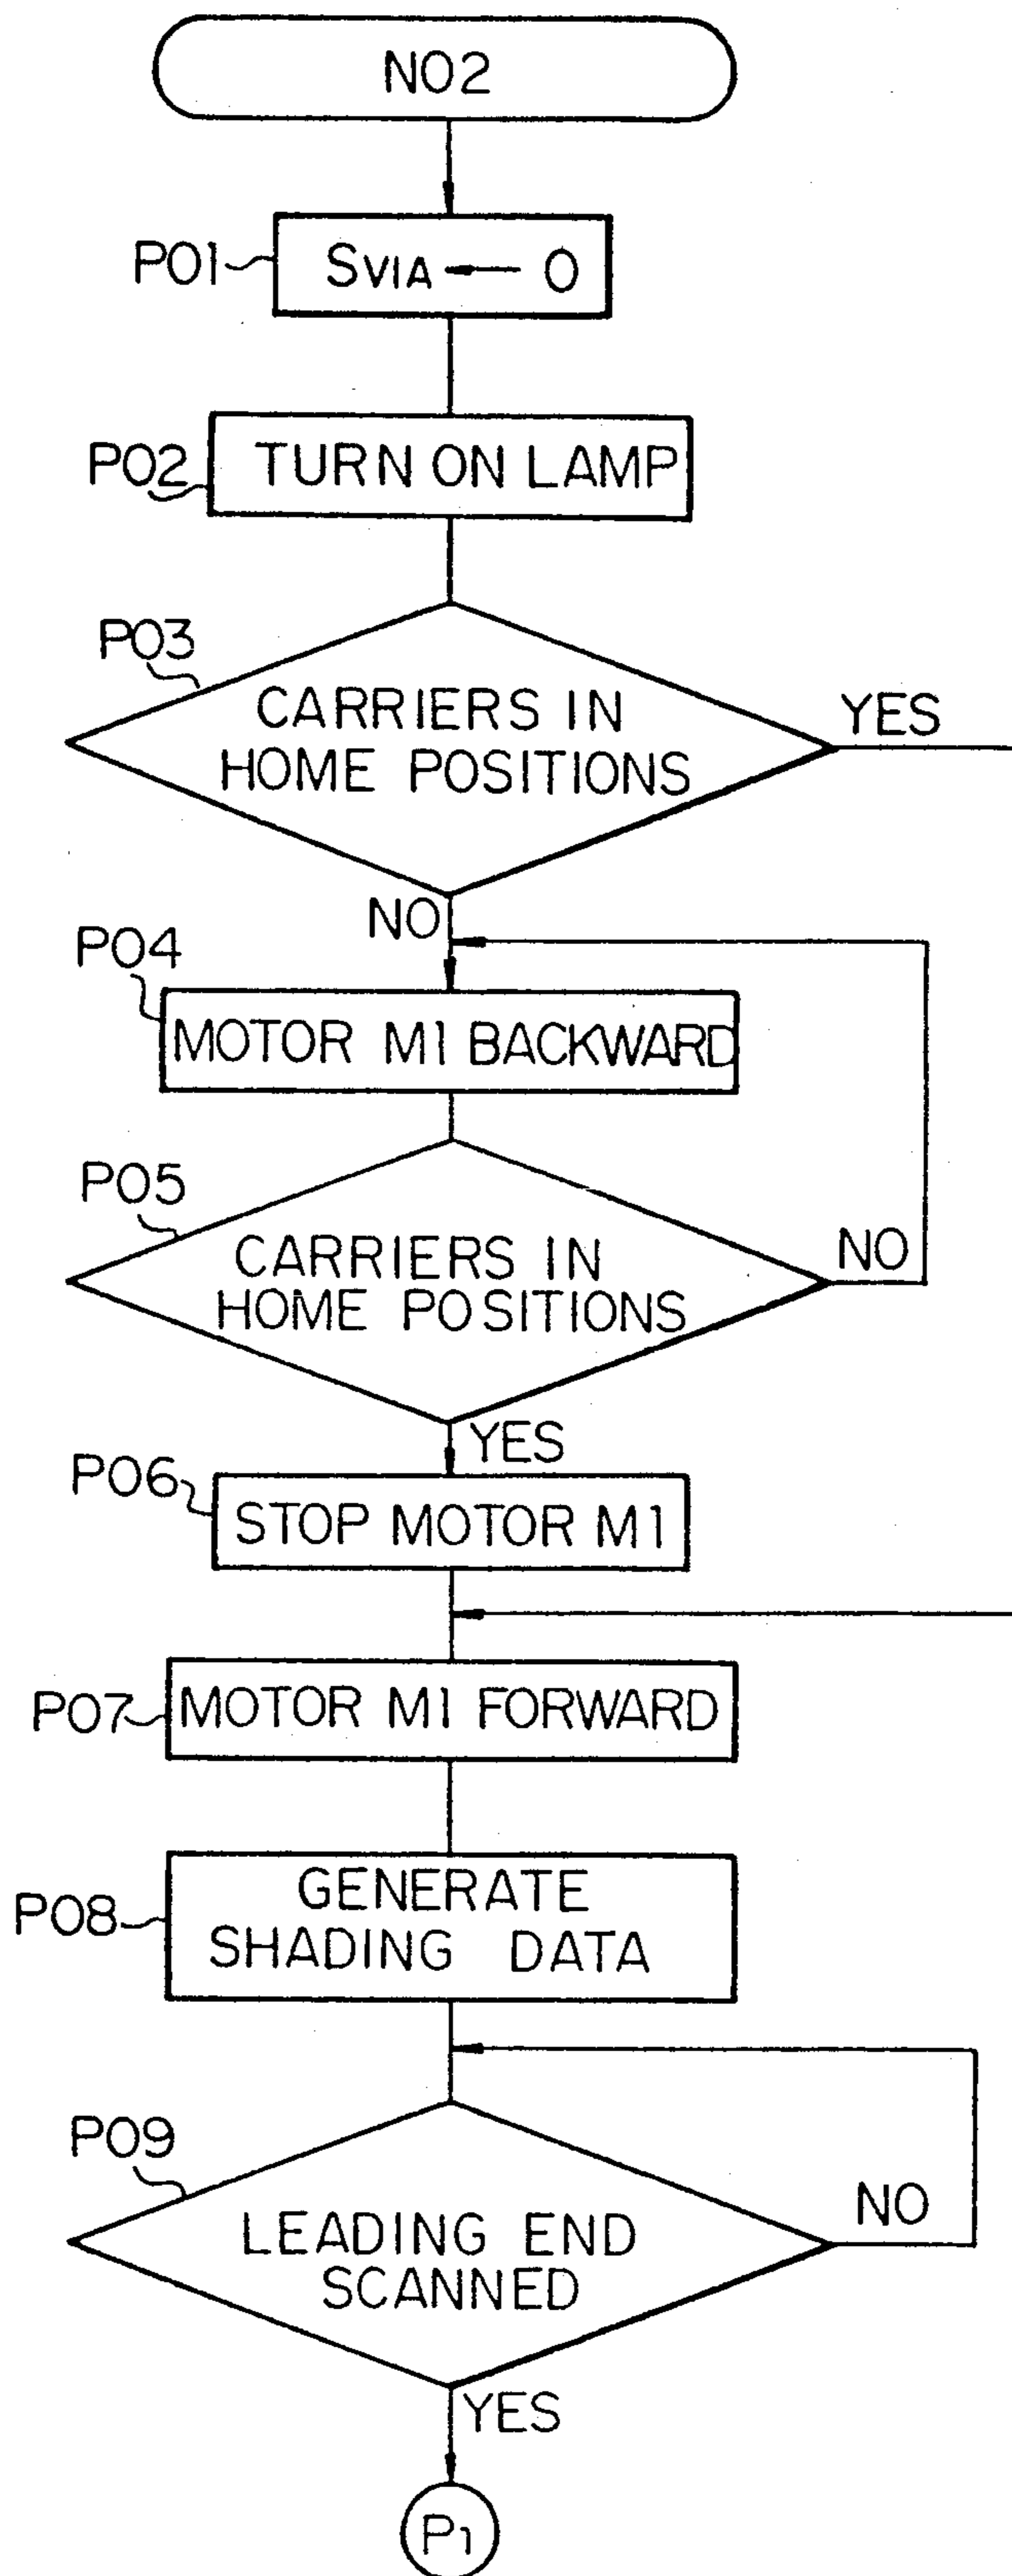 NO2
P01
SVIA ← 0
P02
TURN ON LAMP
P03
CARRIERS IN
HOME POSITIONS
YES
NO
P04
MOTOR M1 BACKWARD
P05
CARRIERS IN
HOME POSITIONS
NO
YES
P06
STOP MOTOR M1
P07
MOTOR M1 FORWARD
P08
GENERATE
SHADING DATA
P09
LEADING END
SCANNED
NO
YES
P1